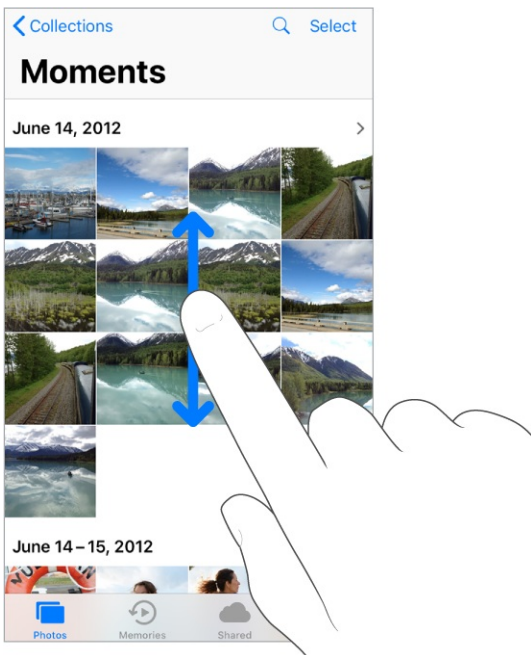 Collections
Select
Moments
June 14, 2012
June 14–15, 2012
Photos
Memories
Shared